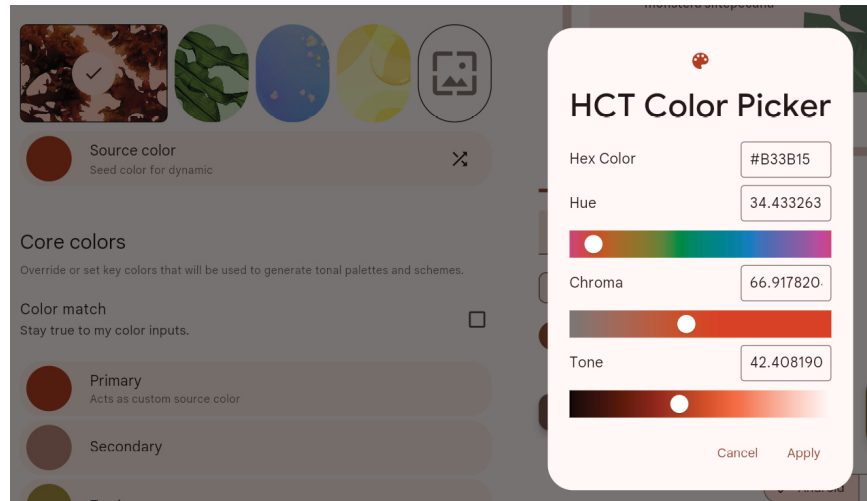 Source color
Seed color for dynamic
Core colors
Override or set key colors that will be used to generate tonal palettes and schemes.
Color match
Stay true to my color inputs.
Primary
Acts as custom source color
Secondary
HCT Color Picker
Hex Color
#B33B15
Hue
34.433263
Chroma
66.917820
Tone
42.408190
Cancel
Apply
Android